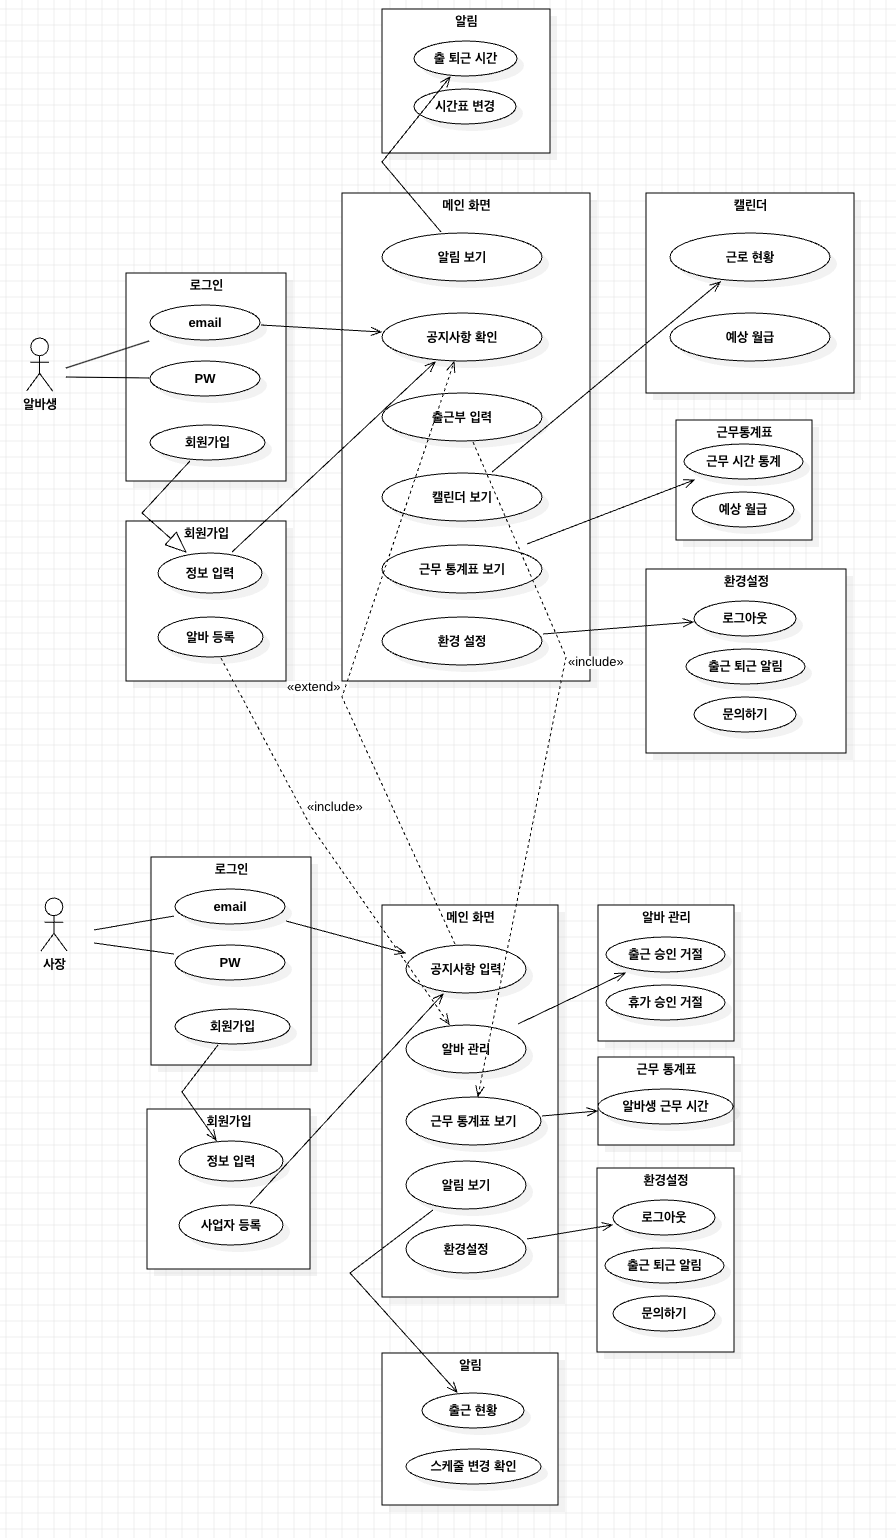 알림
출 퇴근 시간
시간표 변경
메인 화면
알림 보기
공지사항 확인
출근부 입력
캘린더 보기
근무 통계표 보기
환경 설정
캘린더
근로 현황
예상 월급
로그인
email
PW
회원가입
알바생
회원가입
정보 입력
알바 등록
근무통계표
근무 시간 통계
예상 월급
환경설정
로그아웃
출근 퇴근 알림
문의하기
«include»
«extend»
«include»
로그인
email
PW
회원가입
사장
회원가입
정보 입력
사업자 등록
메인 화면
공지사항 입력
알바 관리
근무 통계표 보기
알림 보기
환경설정
알바 관리
출근 승인 거절
휴가 승인 거절
근무 통계표
알바생 근무 시간
환경설정
로그아웃
출근 퇴근 알림
문의하기
알림
출근 현황
스케줄 변경 확인